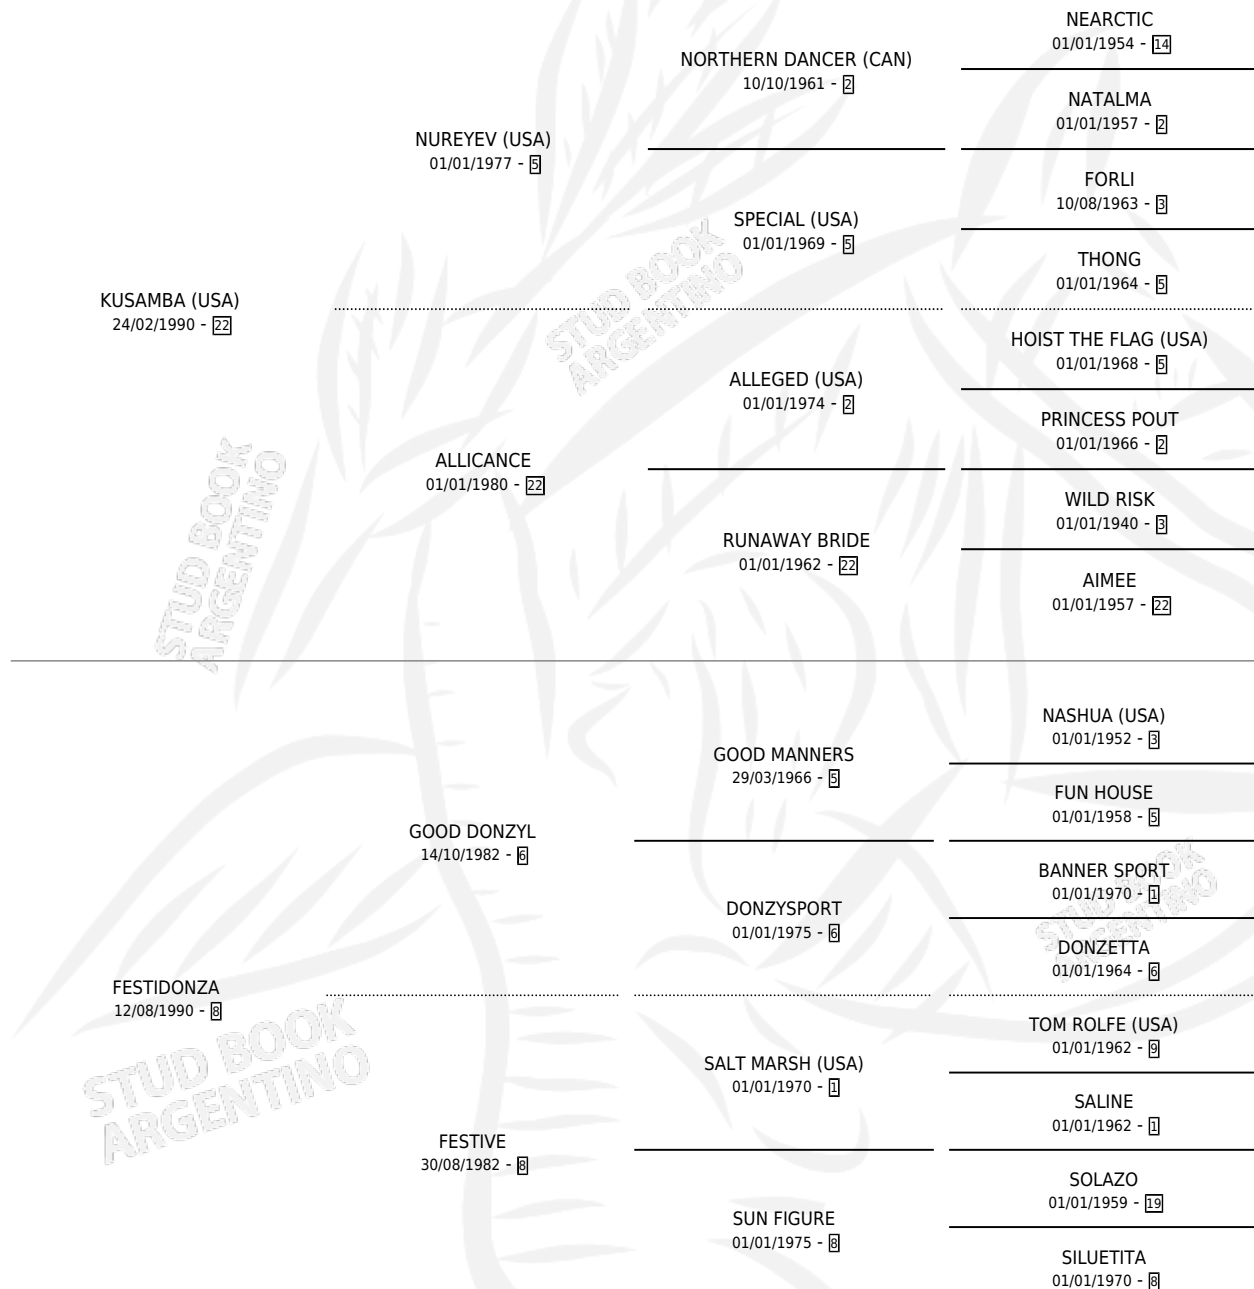 NEARCTIC
01/01/1954 - 14
NORTHERN DANCER (CAN)
10/10/1961 - 2
NATALMA
01/01/1957 - 2
NUREYEV (USA)
01/01/1977 - 5
FORLI
10/08/1963 - 3
SPECIAL (USA)
01/01/1969 - 5
THONG
01/01/1964 - 5
KUSAMBA (USA)
24/02/1990 - 22
HOIST THE FLAG (USA)
01/01/1968 - 5
ALLEGED (USA)
01/01/1974 - 2
PRINCESS POUT
01/01/1966 - 2
ALLICANCE
01/01/1980 - 22
WILD RISK
01/01/1940 - 3
RUNAWAY BRIDE
01/01/1962 - 22
AIMEE
01/01/1957 - 22
NASHUA (USA)
01/01/1952 - 3
GOOD MANNERS
29/03/1966 - 5
FUN HOUSE
01/01/1958 - 5
GOOD DONZYL
14/10/1982 - 6
BANNER SPORT
01/01/1970 - 1
DONZYSPORT
01/01/1975 - 6
DONZETTA
01/01/1964 - 6
FESTIDONZA
12/08/1990 - 8
TOM ROLFE (USA)
01/01/1962 - 9
SALT MARSH (USA)
01/01/1970 - 1
SALINE
01/01/1962 - 1
FESTIVE
30/08/1982 - 8
SOLAZO
01/01/1959 - 19
SUN FIGURE
01/01/1975 - 8
SILUETITA
01/01/1970 - 8
STUD BOOK
ARGENTINO
STUD BOOK
ARGENTINO
STUD BOOK
ARGENTINO
STUD BOOK
ARGENTINO